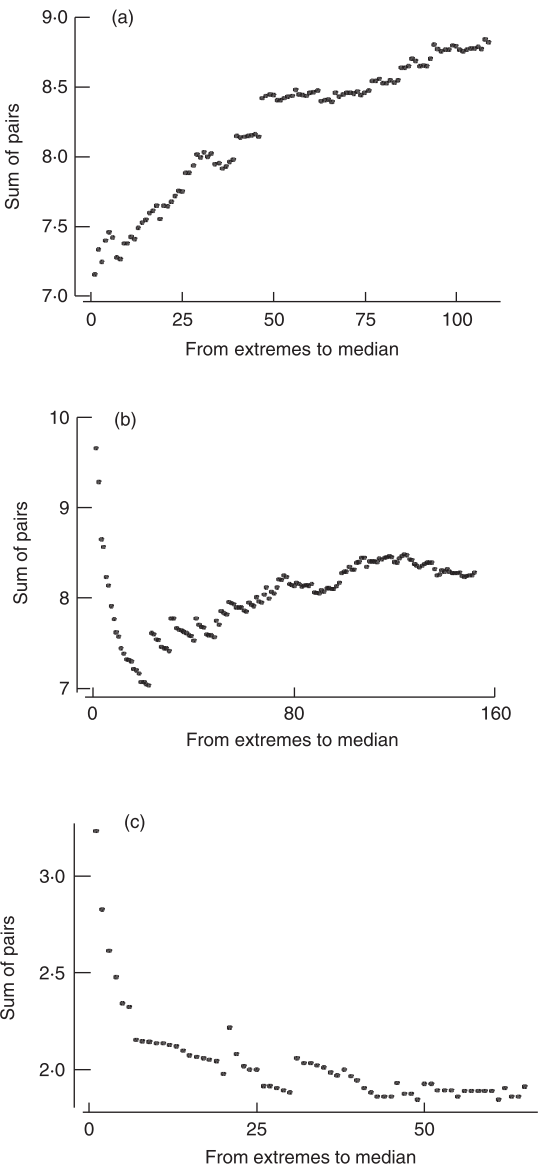 (a)
9·0
8·5
8·0
7·5
7·0
Sum of pairs
0 25 50 75 100
From extremes to median
(b)
10
9
8
7
Sum of pairs
0 80 160
From extremes to median
(c)
3·0
2·5
2·0
Sum of pairs
0 25 50
From extremes to median